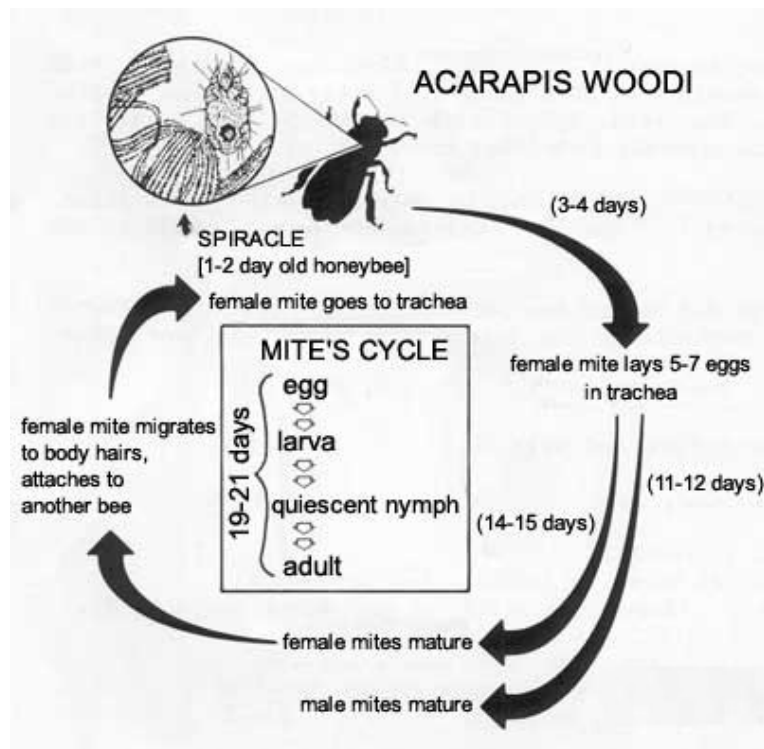 ACARAPIS WOODI
(3-4 days)
SPIRACLE
[1-2 day old honeybee]
female mite goes to trachea
female mite lays 5-7 eggs
in trachea
(11-12 days)
(14-15 days)
MITE'S CYCLE
19-21 days
egg
larva
quiescent nymph
adult
female mite migrates
to body hairs,
attaches to
another bee
female mites mature
male mites mature